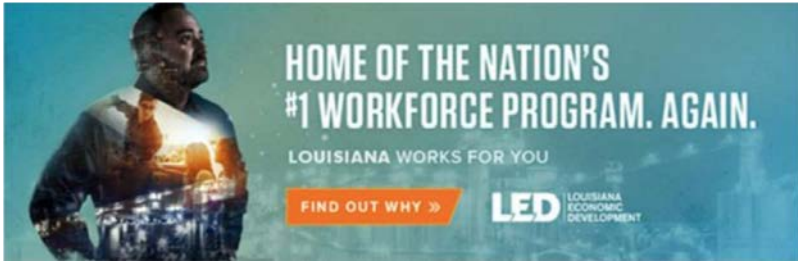 HOME OF THE NATION'S
#1 WORKFORCE PROGRAM. AGAIN.
LOUISIANA WORKS FOR YOU
FIND OUT WHY »
LED
LOUISIANA
ECONOMIC
DEVELOPMENT